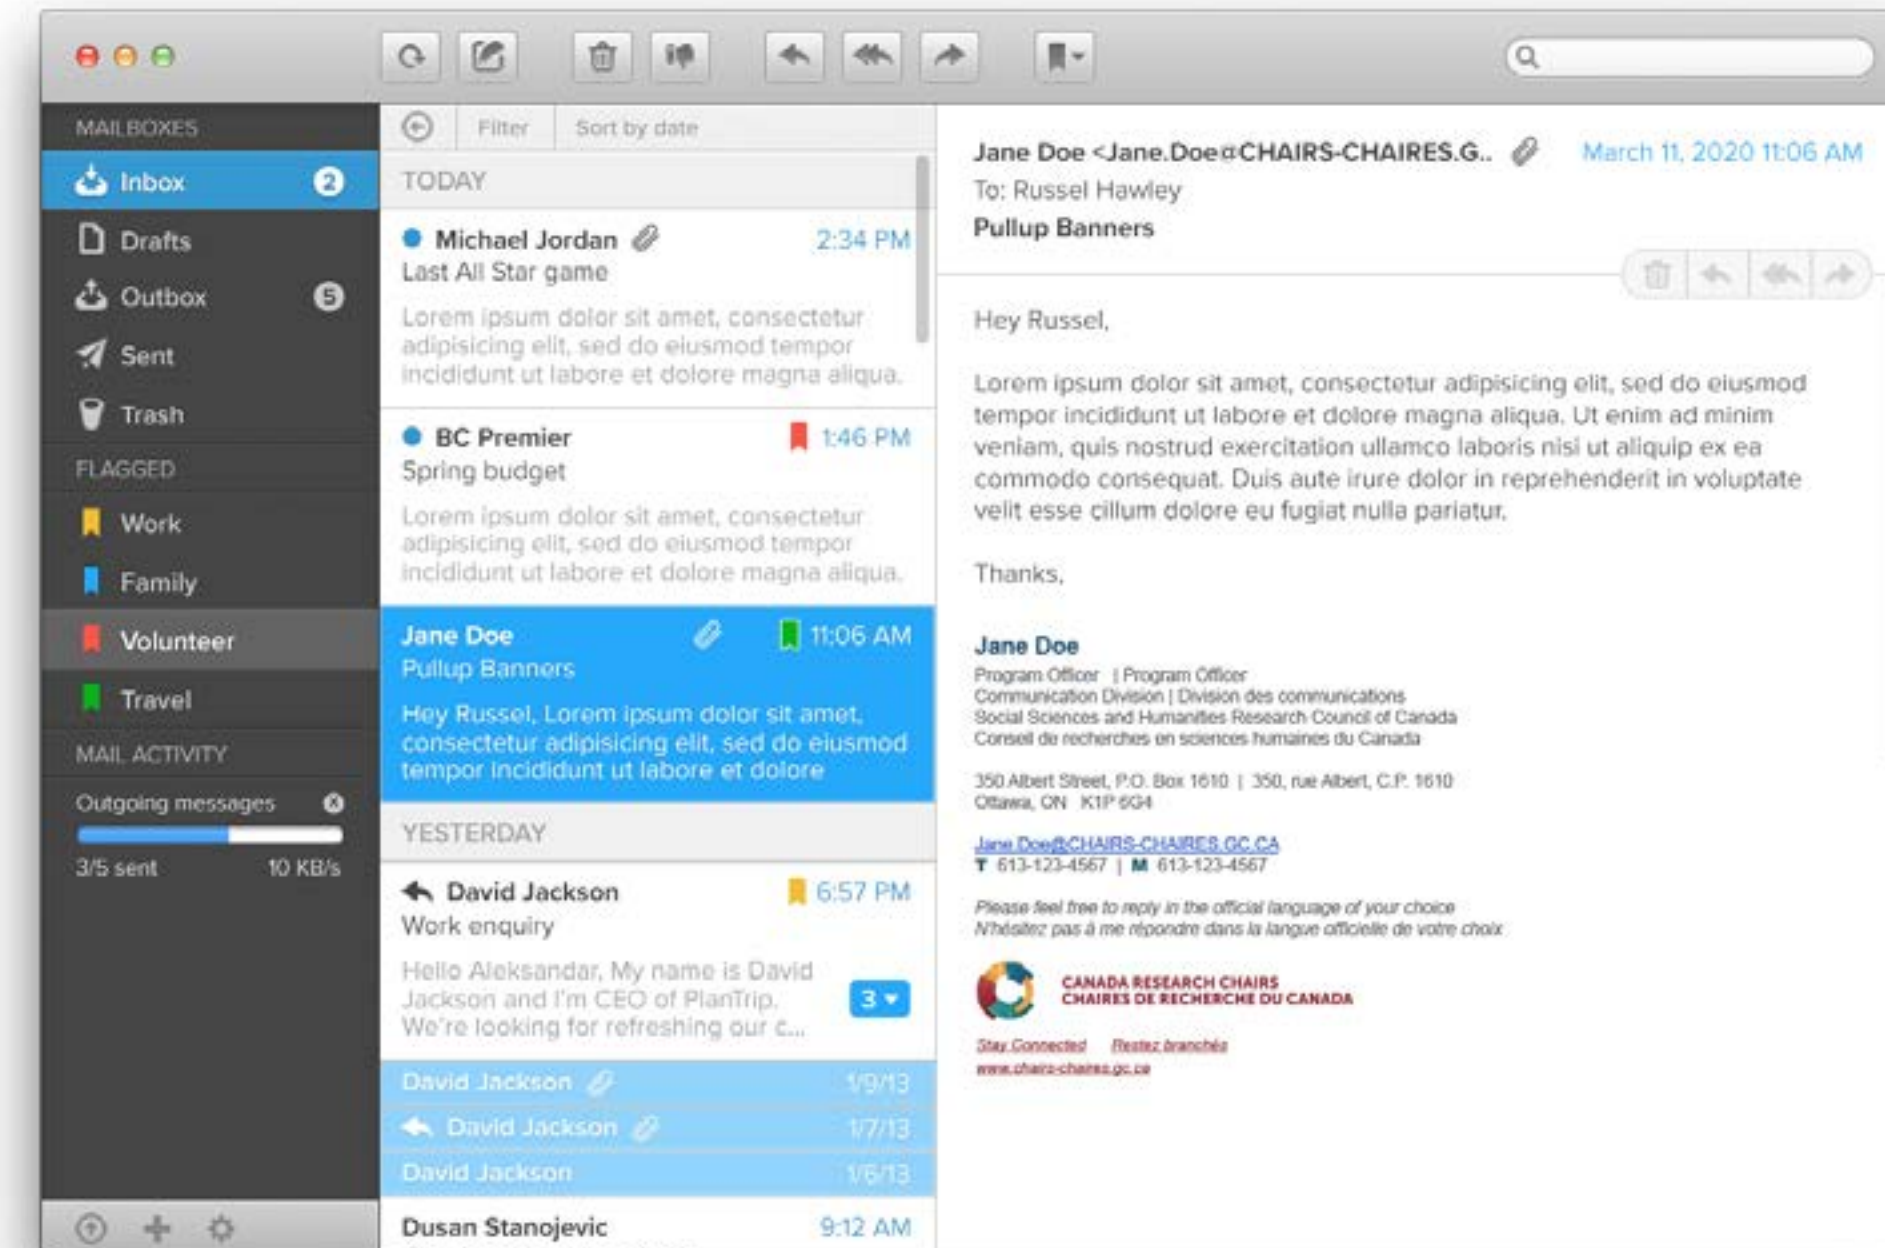 MAILBOXES
Inbox 2
Drafts
Outbox 5
Sent
Trash
FLAGGED
Work
Family
Volunteer
Travel
MAIL ACTIVITY
Outgoing messages
3/5 sent 10 KB/s
Filter Sort by date
TODAY
Michael Jordan 2:34 PM
Last All Star game
Lorem ipsum dolor sit amet, consectetur
adipisicing elit, sed do eiusmod tempor
incididunt ut labore et dolore magna aliqua.
BC Premier 1:46 PM
Spring budget
Lorem ipsum dolor sit amet, consectetur
adipisicing elit, sed do eiusmod tempor
incididunt ut labore et dolore magna aliqua.
Jane Doe 11:06 AM
Pullup Banners
Hey Russel, Lorem ipsum dolor sit amet,
consectetur adipisicing elit, sed do eiusmod
tempor incididunt ut labore et dolore
YESTERDAY
David Jackson 6:57 PM
Work enquiry
Hello Aleksandar, My name is David
Jackson and I'm CEO of PlanTrip.
We're looking for refreshing our c...
3
David Jackson 1/9/13
David Jackson 1/7/13
David Jackson 1/6/13
Dusan Stanojevic 9:12 AM
Jane Doe <Jane.Doe@CHAIRS-CHAIRES.G.. March 11, 2020 11:06 AM
To: Russel Hawley
Pullup Banners
Hey Russel,
Lorem ipsum dolor sit amet, consectetur adipisicing elit, sed do eiusmod
tempor incididunt ut labore et dolore magna aliqua. Ut enim ad minim
veniam, quis nostrud exercitation ullamco laboris nisi ut aliquip ex ea
commodo consequat. Duis aute irure dolor in reprehenderit in voluptate
velit esse cillum dolore eu fugiat nulla pariatur.
Thanks,
Jane Doe
Program Officer | Program Officer
Communication Division | Division des communications
Social Sciences and Humanities Research Council of Canada
Conseil de recherches en sciences humaines du Canada
350 Albert Street, P.O. Box 1610 | 350, rue Albert, C.P. 1610
Ottawa, ON K1P 6G4
Jane.Doe@CHAIRS-CHAIRES.GC.CA
T 613-123-4567 | M 613-123-4567
Please feel free to reply in the official language of your choice
N'hésitez pas à me répondre dans la langue officielle de votre choix
CANADA RESEARCH CHAIRS
CHAIRES DE RECHERCHE DU CANADA
Stay Connected Restez branchés
www.chairs-chaires.gc.ca